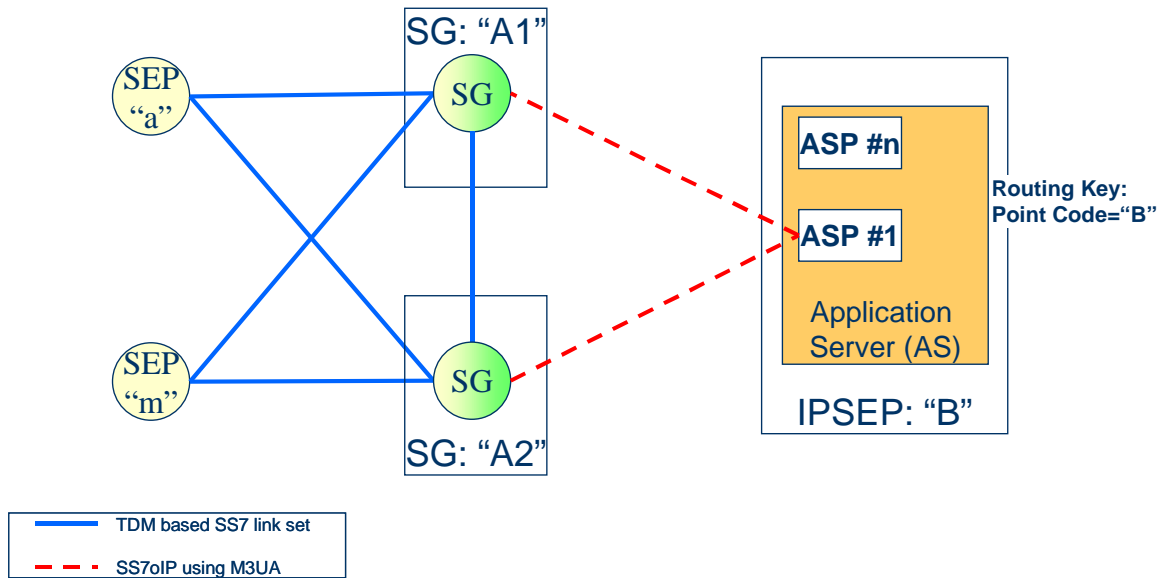 SG: “A1”
SEP
“a”
SG
ASP #n
Routing Key:
Point Code=“B”
ASP #1
Application
Server (AS)
SEP
“m”
SG
IPSEP: “B”
SG: “A2”
TDM based SS7 link set
SS7oIP using M3UA